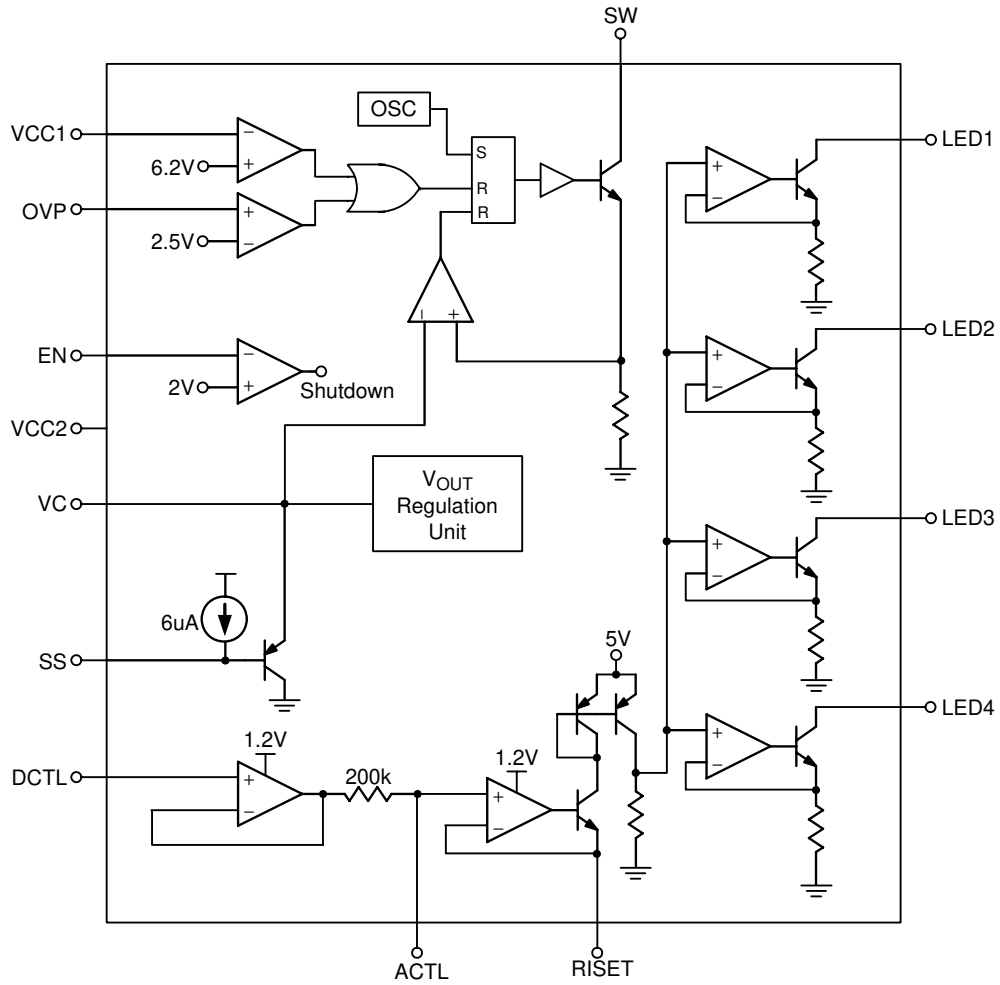 SW
OSC
VCC1
−
+
6.2V
S
R
R
OVP
+
−
2.5V
− +
EN
−
+
2V
Shutdown
VCC2
VC
VOUT
Regulation
Unit
6uA
SS
DCTL
1.2V
+
−
200k
1.2V
+
−
5V
ACTL
RISET
+
−
LED1
+
−
LED2
+
−
LED3
+
−
LED4